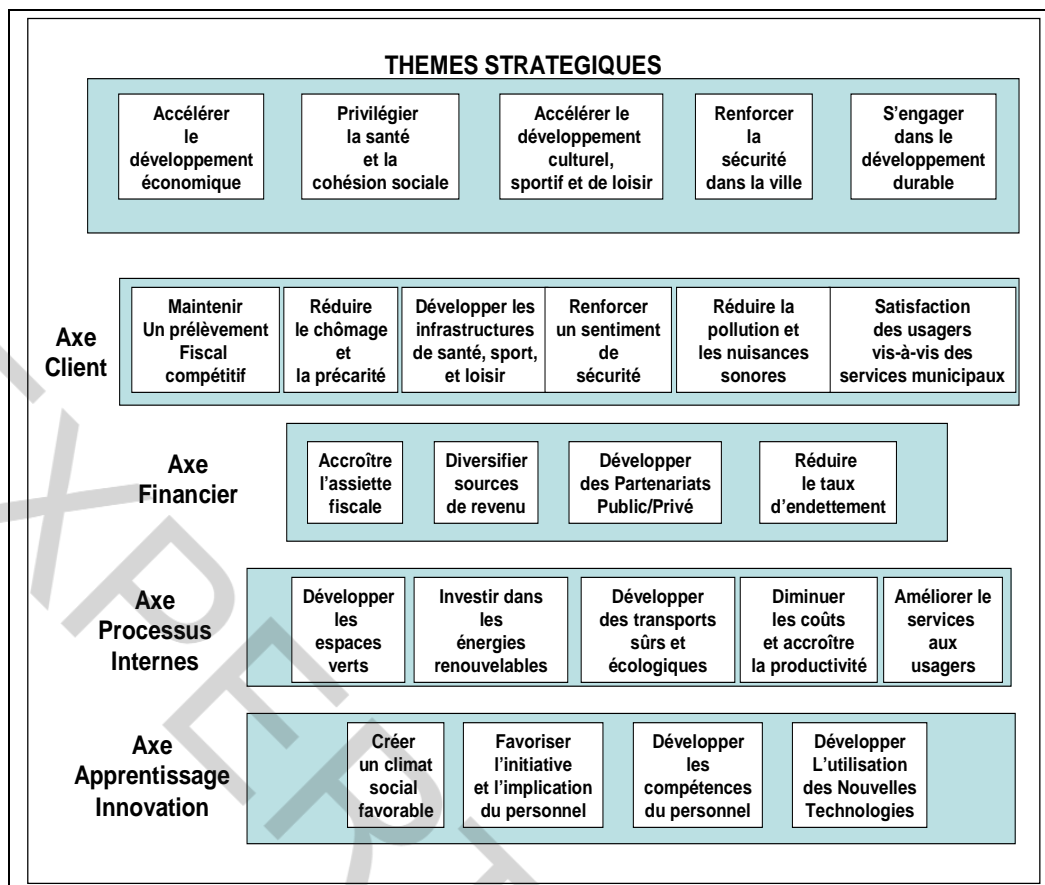 THEMES STRATEGIQUES
Accélérer
le
développement
économique
Privilégier
la santé
et la
cohésion sociale
Accélérer le
développement
culturel,
sportif et de loisir
Renforcer
la
sécurité
dans la ville
S'engager
dans le
développement
durable
Axe
Client
Maintenir
Un prélèvement
Fiscal
compétitif
Réduire
le chômage
et
la précarité
Développer les
infrastructures
de santé, sport,
et loisir
Renforcer
un sentiment
de
sécurité
Réduire la
pollution et
les nuisances
sonores
Satisfaction
des usagers
vis-à-vis des
services municipaux
Axe
Financier
Accroître
l'assiette
fiscale
Diversifier
sources
de revenu
Développer
des Partenariats
Public/Privé
Réduire
le taux
d'endettement
Axe
Processus
Internes
Développer
les
espaces
verts
Investir dans
les
énergies
renouvelables
Développer
des transports
sûrs et
écologiques
Diminuer
les coûts
et accroître
la productivité
Améliorer le
services
aux
usagers
Axe
Apprentissage
Innovation
Créer
un climat
social
favorable
Favoriser
l'initiative
et l'implication
du personnel
Développer
les
compétences
du personnel
Développer
L'utilisation
des Nouvelles
Technologies
EXPERT